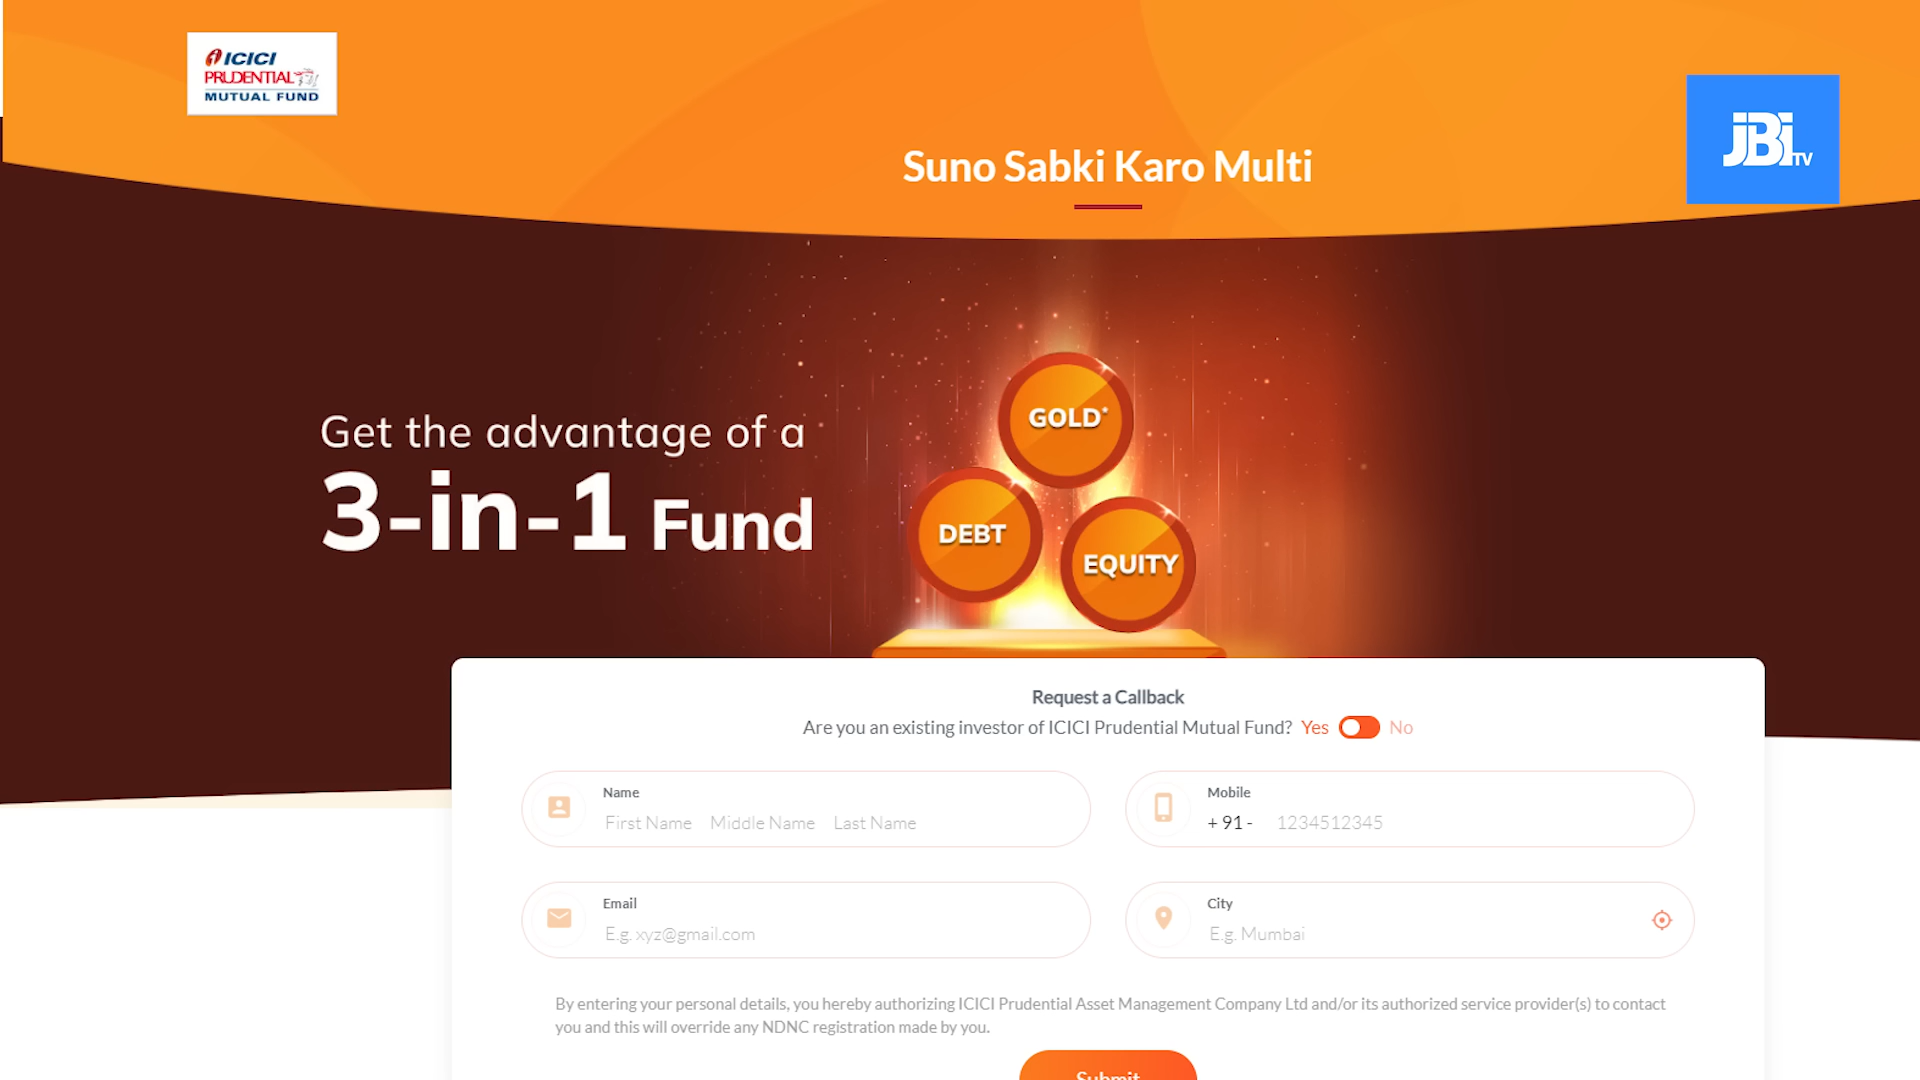 ICICI
PRUDENTIAL
MUTUAL FUND
JBi TV
Suno Sabki Karo Multi
Get the advantage of a
3-in-1 Fund
GOLD*
DEBT
EQUITY
Request a Callback
Are you an existing investor of ICICI Prudential Mutual Fund? Yes No
Name
First Name Middle Name Last Name
Mobile
+ 91 - 1234512345
Email
E.g. xyz@gmail.com
City
E.g. Mumbai
By entering your personal details, you hereby authorizing ICICI Prudential Asset Management Company Ltd and/or its authorized service provider(s) to contact
you and this will override any NDNC registration made by you.
Submit